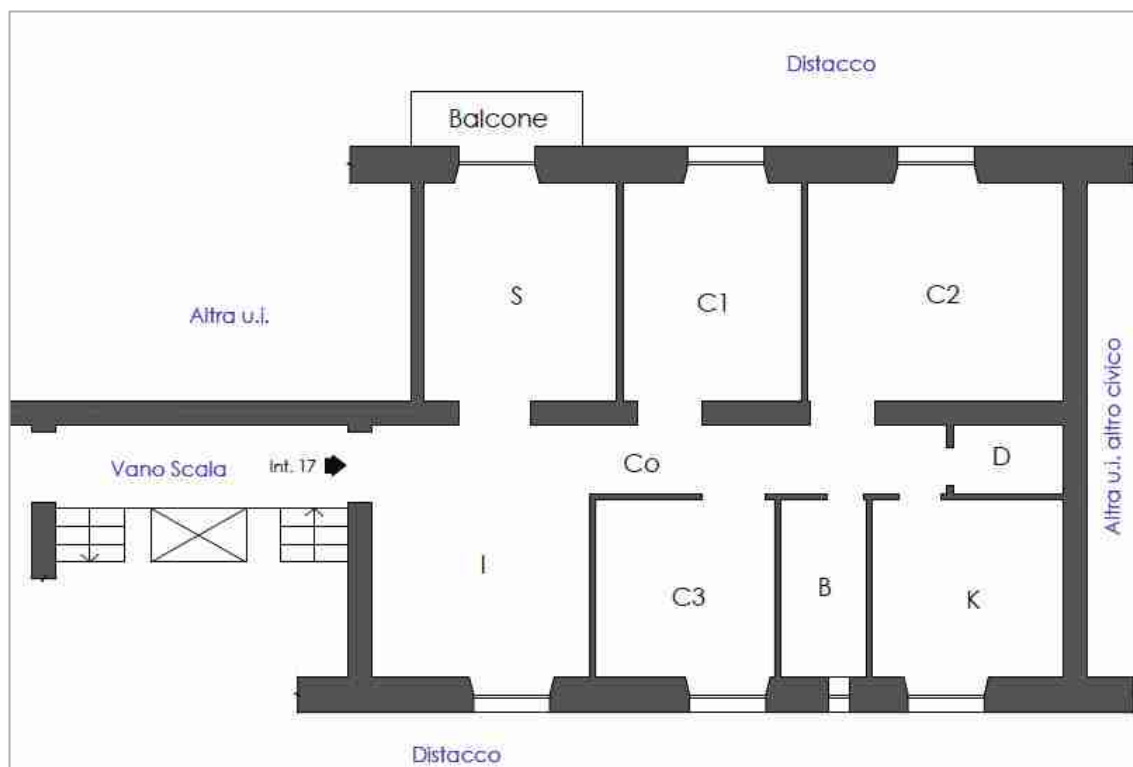 Distacco
Balcone
S
C1
C2
Altra u.i.
Altra u.i. altro civico
Vano Scala
Int. 17
Co
D
I
C3
B
K
Distacco